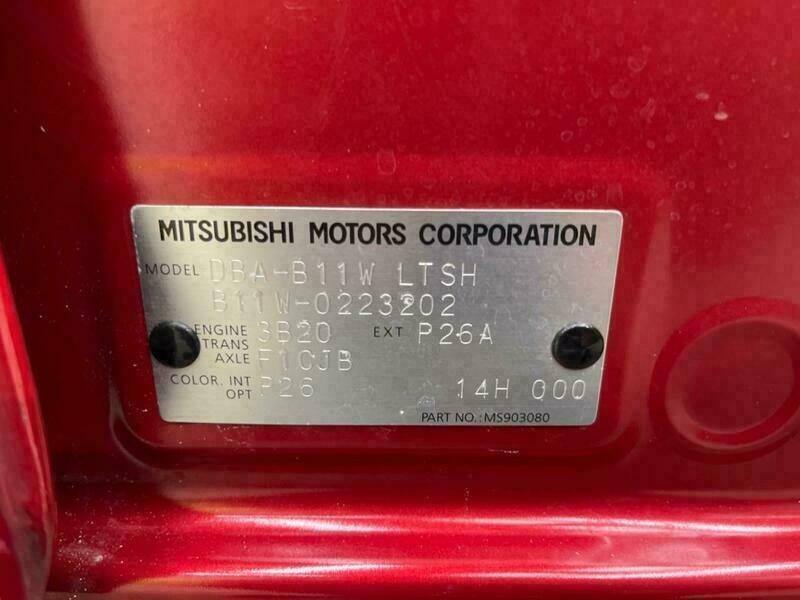 MITSUBISHI MOTORS CORPORATION
MODEL DBA-B11W LTSH
B11W-0223202
ENGINE 3B20 EXT P26A
TRANS
AXLE F1CJB
COLOR. INT P26 14H 000
OPT
PART NO.:MS903080